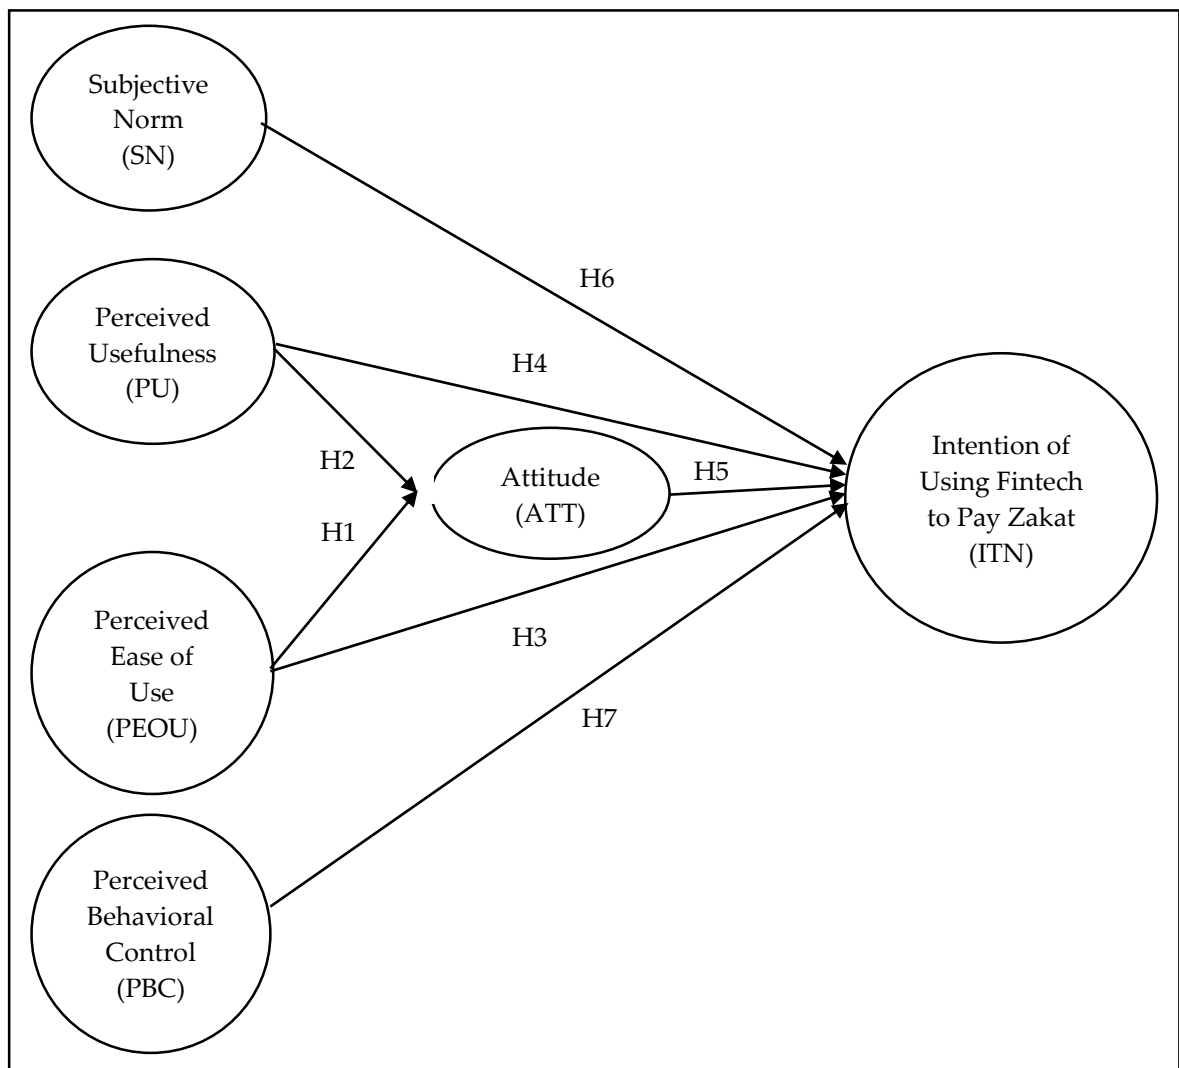 Subjective
Norm
(SN)
H6
Perceived
Usefulness
(PU)
H4
H2
Attitude
(ATT)
H5
Intention of
Using Fintech
to Pay Zakat
(ITN)
H1
Perceived
Ease of
Use
(PEOU)
H3
H7
Perceived
Behavioral
Control
(PBC)